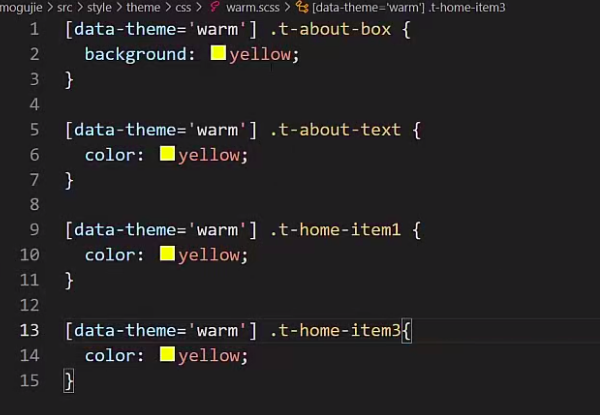 mogujie > src > style > theme > css > warm.scss > [data-theme='warm'] .t-home-item3
1 [data-theme='warm'] .t-about-box {
2 background: yellow;
3 }
4
5 [data-theme='warm'] .t-about-text {
6 color: yellow;
7 }
8
9 [data-theme='warm'] .t-home-item1 {
10 color: yellow;
11 }
12
13 [data-theme='warm'] .t-home-item3{
14 color: yellow;
15 }